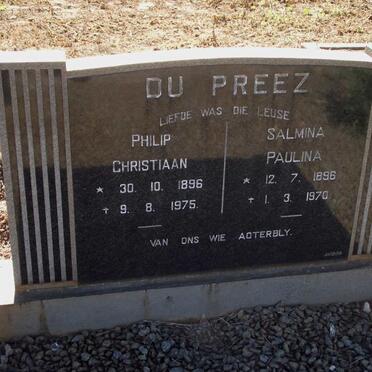 DU PREEZ
LIEFDE WAS DIE LEUSE
PHILIP
CHRISTIAAN
* 30. 10. 1896
† 9. 8. 1975.
SALMINA
PAULINA
* 12. 7. 1896
† 1. 3. 1970
VAN ONS WIE AGTERBLY.